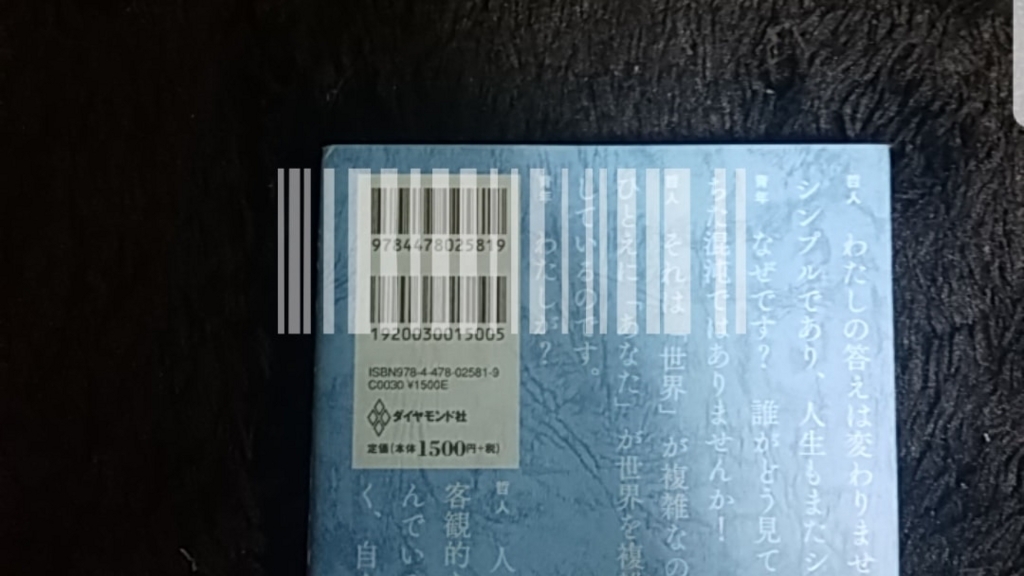 哲人 わたしの答えは変わりませ
シンプルであり、人生もまたシ
青年 なぜです? 誰がどう見て
ちた混沌ではありませんか!
哲人 それは「世界」が複雑なの
ひとえに「あなた」が世界を複雑
しているのです。
青年 わたしが?
哲人 人
客観的
んでい
く、自
9784478025819
1920030015005
ISBN978-4-478-02581-9
C0030 ¥1500E
ダイヤモンド社
定価(本体1500円+税)